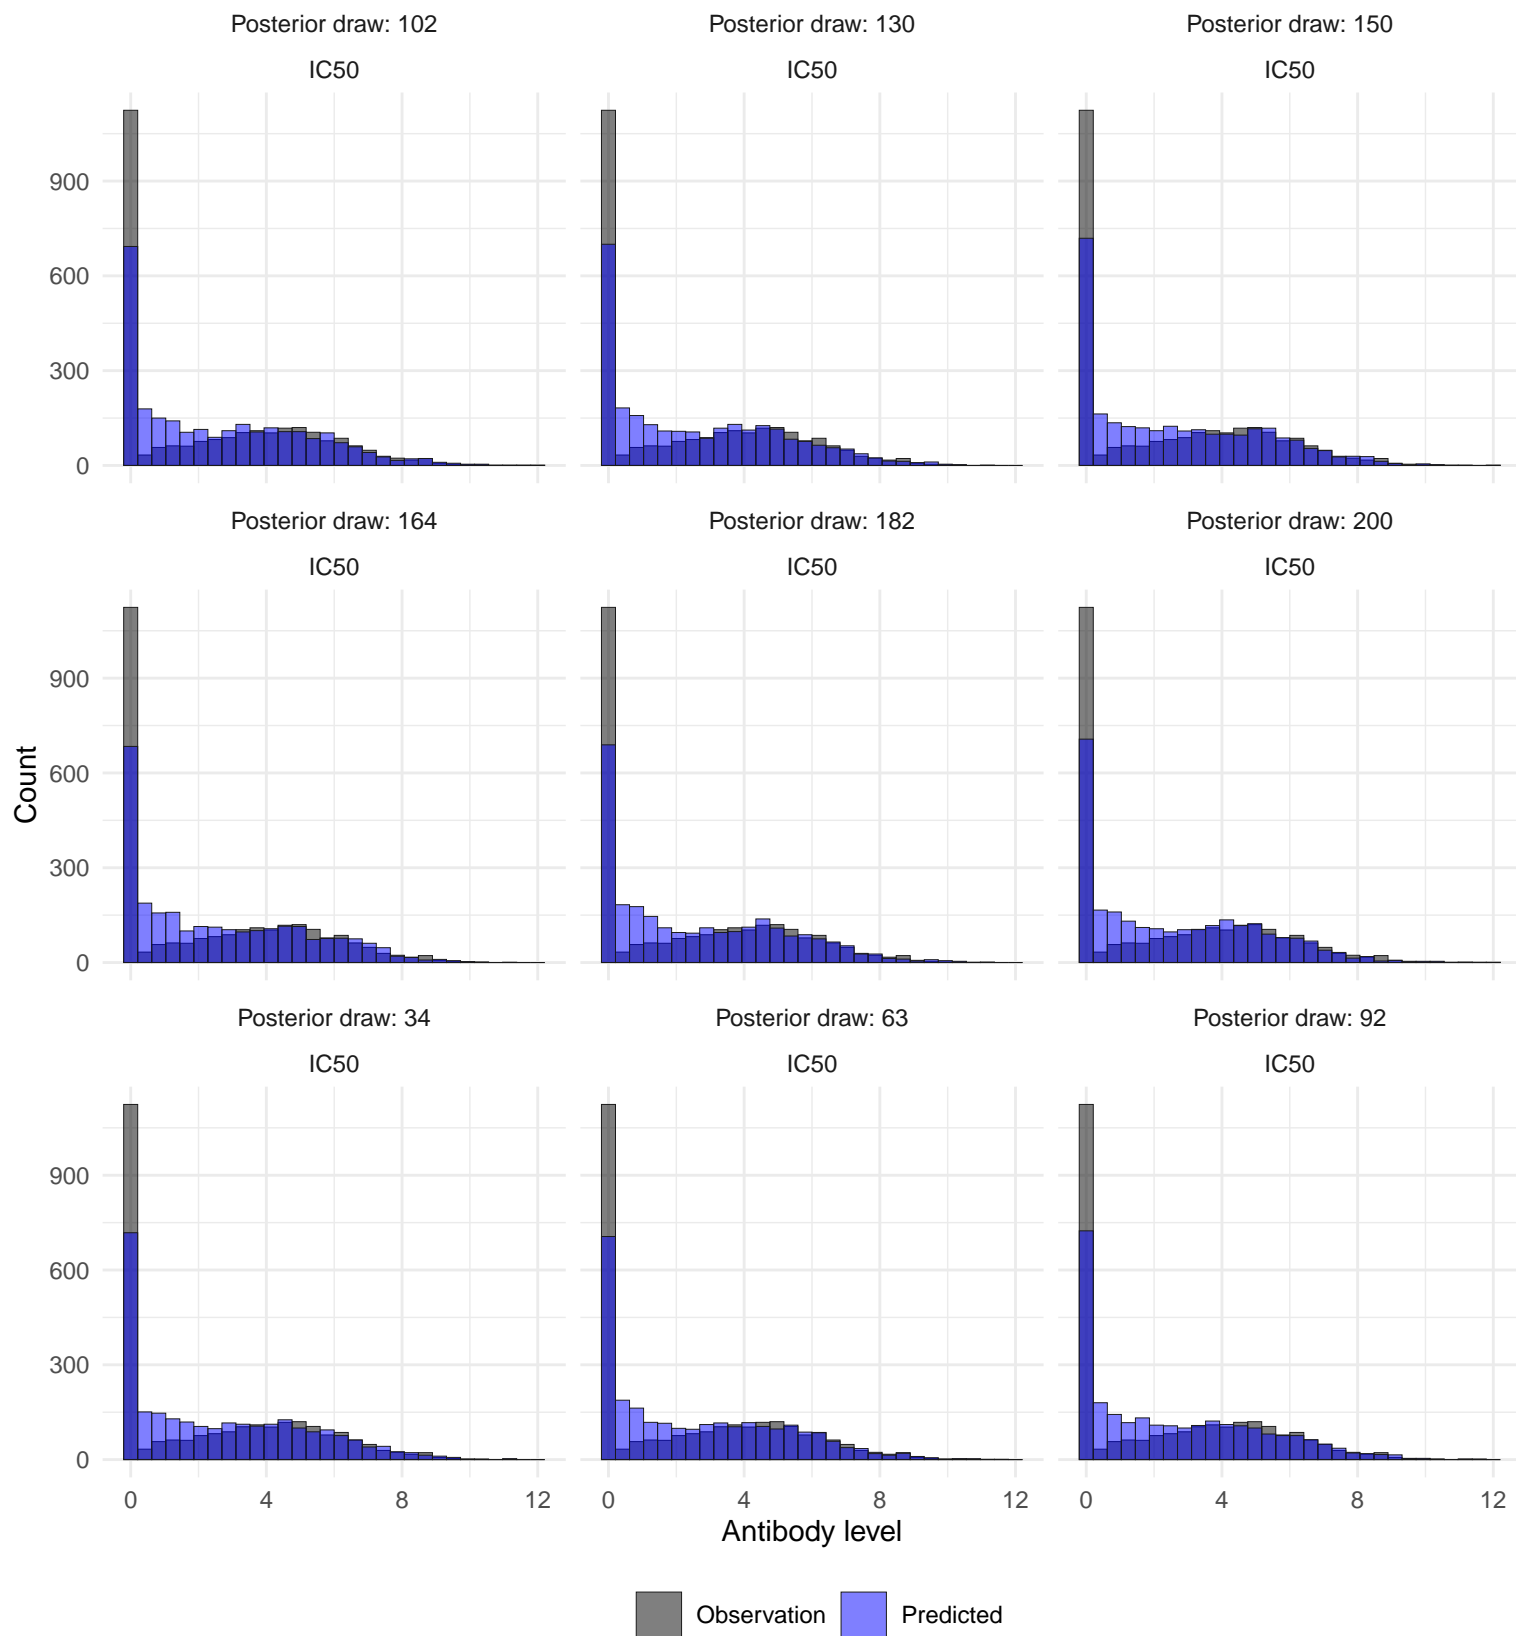 Posterior draw: 102
Posterior draw: 130
Posterior draw: 150
IC50
IC50
IC50
900
600
300
0
Posterior draw: 164
Posterior draw: 182
Posterior draw: 200
IC50
IC50
IC50
900
600
300
0
Count
Posterior draw: 34
Posterior draw: 63
Posterior draw: 92
IC50
IC50
IC50
900
600
300
0
0 4 8 12
0 4 8 12
0 4 8 12
Antibody level
Observation
Predicted